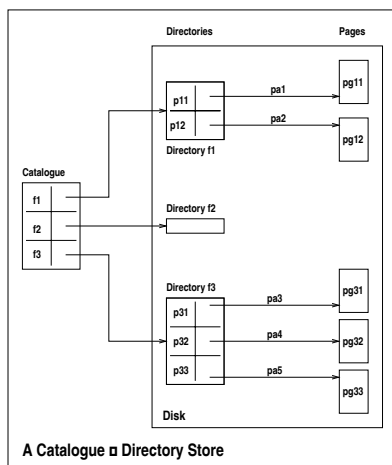 Directories Pages
p11 pa1 pg11
p12 pa2 pg12
Directory f1
Catalogue
f1
f2
f3
Directory f2
Directory f3
p31 pa3 pg31
p32 pa4 pg32
p33 pa5 pg33
Disk
A Catalogue ¤ Directory Store